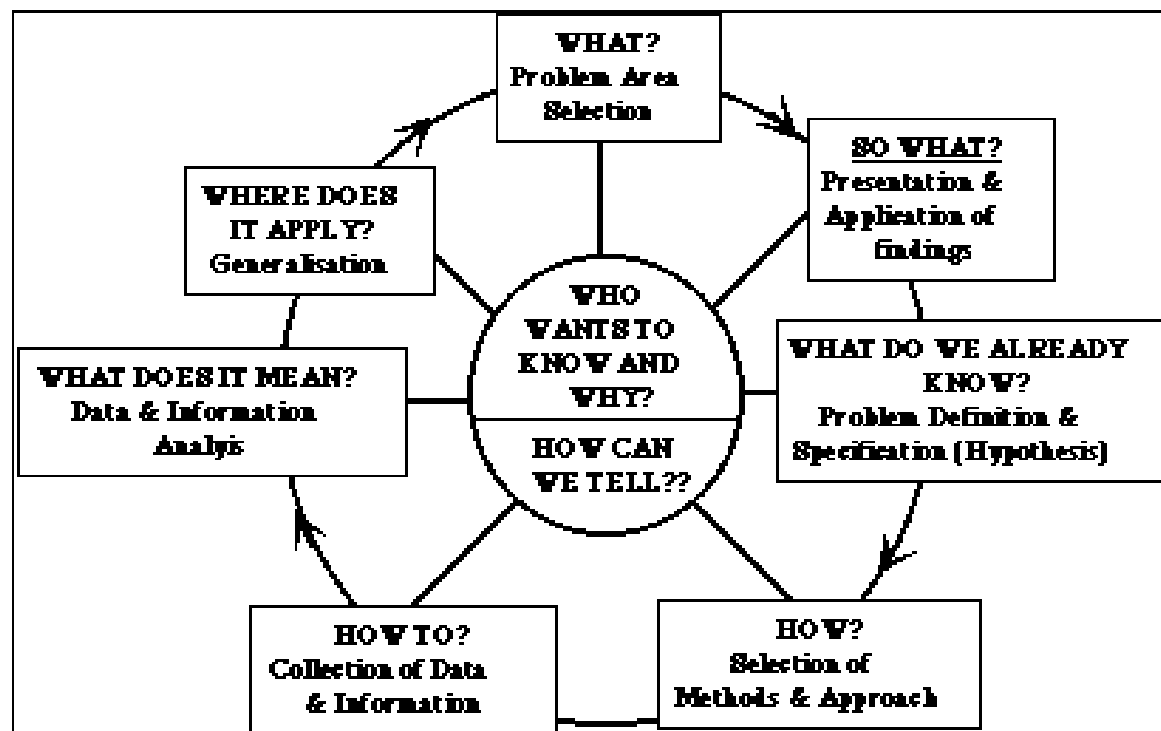 WHAT?
Problem Area
Selection
SO WHAT?
Presentation &
Application of
findings
WHAT DO WE ALREADY
KNOW?
Problem Definition &
Specification (Hypothesis)
HOW?
Selection of
Methods & Approach
HOW TO?
Collection of Data
& Information
WHAT DOES IT MEAN?
Data & Information
Analyis
WHERE DOES
IT APPLY?
Generalisation
WHO
WANTS TO
KNOW AND
WHY?
HOW CAN
WE TELL??